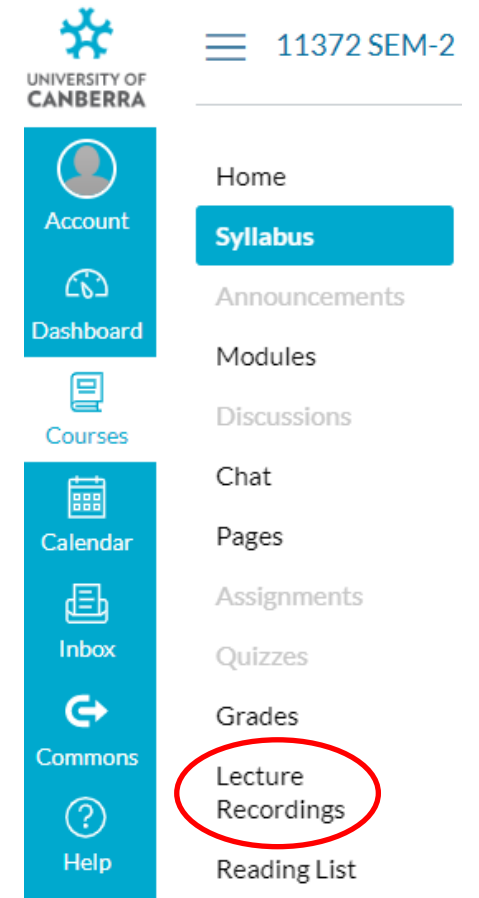 UNIVERSITY OF
CANBERRA
Account
Dashboard
Courses
Calendar
Inbox
Commons
?
Help
11372 SEM-2
Home
Syllabus
Announcements
Modules
Discussions
Chat
Pages
Assignments
Quizzes
Grades
Lecture
Recordings
Reading List